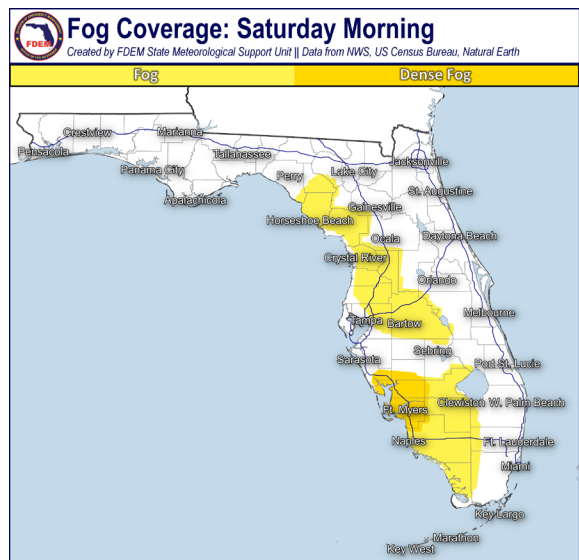 FDEM
Fog Coverage: Saturday Morning
Created by FDEM State Meteorological Support Unit || Data from NWS, US Census Bureau, Natural Earth
Fog
Dense Fog
Crestview
Marianna
Pensacola
Tallahassee
Jacksonville
Panama City
Perry
Lake City
Apalachicola
St. Augustine
Gainesville
Horseshoe Beach
Ocala
Daytona Beach
Crystal River
Orlando
Melbourne
Tampa
Bartow
Sarasota
Sebring
Port St. Lucie
Ft. Myers
Clewiston
W. Palm Beach
Naples
Ft. Lauderdale
Miami
Key Largo
Marathon
Key West